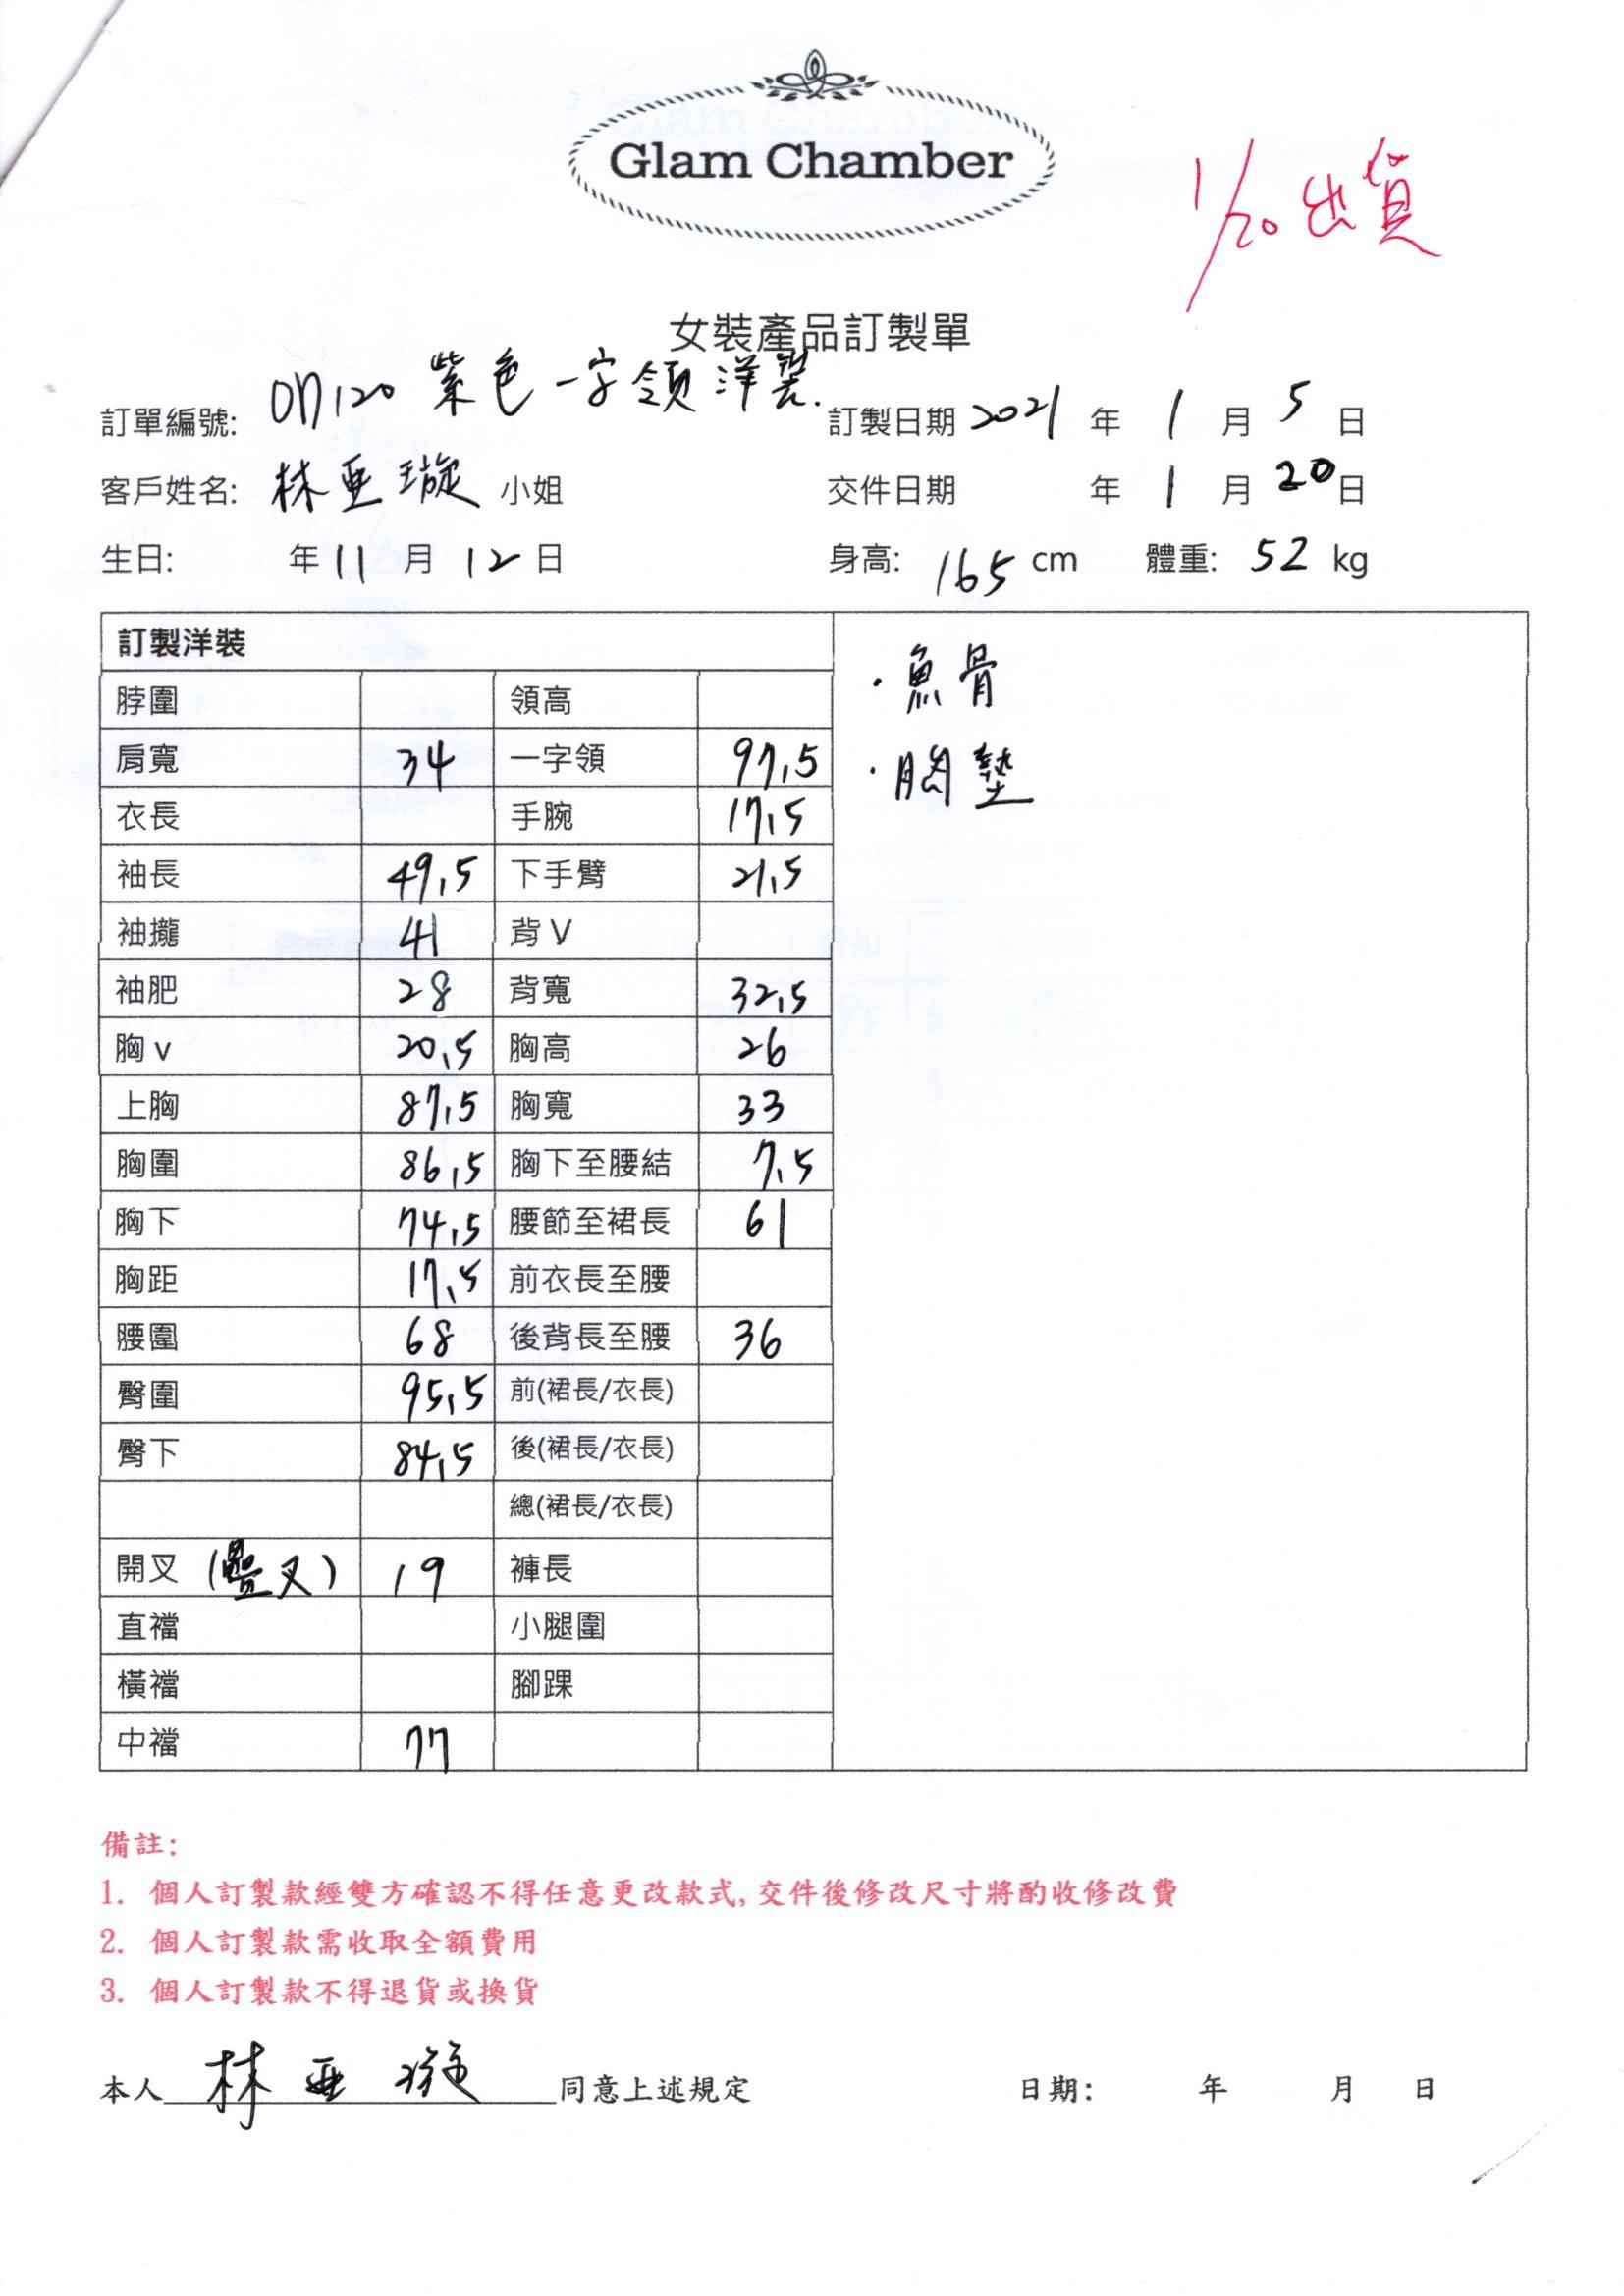 Glam Chamber
1/20 出貨
女裝產品訂製單
訂單編號: 0N120 紫色一字領洋裝. 訂製日期 2021 年 1 月 5 日
客戶姓名: 林亜璇 小姐 交件日期 年 1 月 20 日
生日: 年 11 月 12 日 身高: 165 cm 體重: 52 kg
訂製洋裝
·魚骨
·胸墊
脖圍 領高
肩寬 34 一字領 97,5
衣長 手腕 17,5
袖長 49,5 下手臂 21,5
袖攏 41 背 V
袖肥 28 背寬 32,5
胸 v 20,5 胸高 26
上胸 87,5 胸寬 33
胸圍 86,5 胸下至腰結 7,5
胸下 74,5 腰節至裙長 61
胸距 17,5 前衣長至腰
腰圍 68 後背長至腰 36
臀圍 95,5 前(裙長/衣長)
臀下 84,5 後(裙長/衣長)
總(裙長/衣長)
開叉 (疊叉) 19 褲長
直襠 小腿圍
橫襠 腳踝
中襠 77
備註:
1. 個人訂製款經雙方確認不得任意更改款式, 交件後修改尺寸將酌收修改費
2. 個人訂製款需收取全額費用
3. 個人訂製款不得退貨或換貨
本人 林亜璇 同意上述規定 日期: 年 月 日